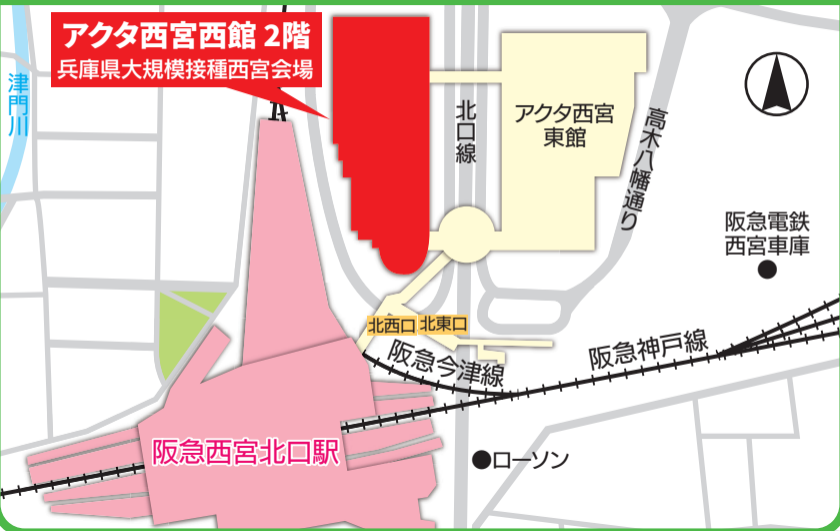 アクタ西宮西館 2階
兵庫県大規模接種西宮会場
津門川
北口線
アクタ西宮
東館
高木八幡通り
阪急電鉄
西宮車庫
北西口
北東口
阪急今津線
阪急神戸線
阪急西宮北口駅
ローソン